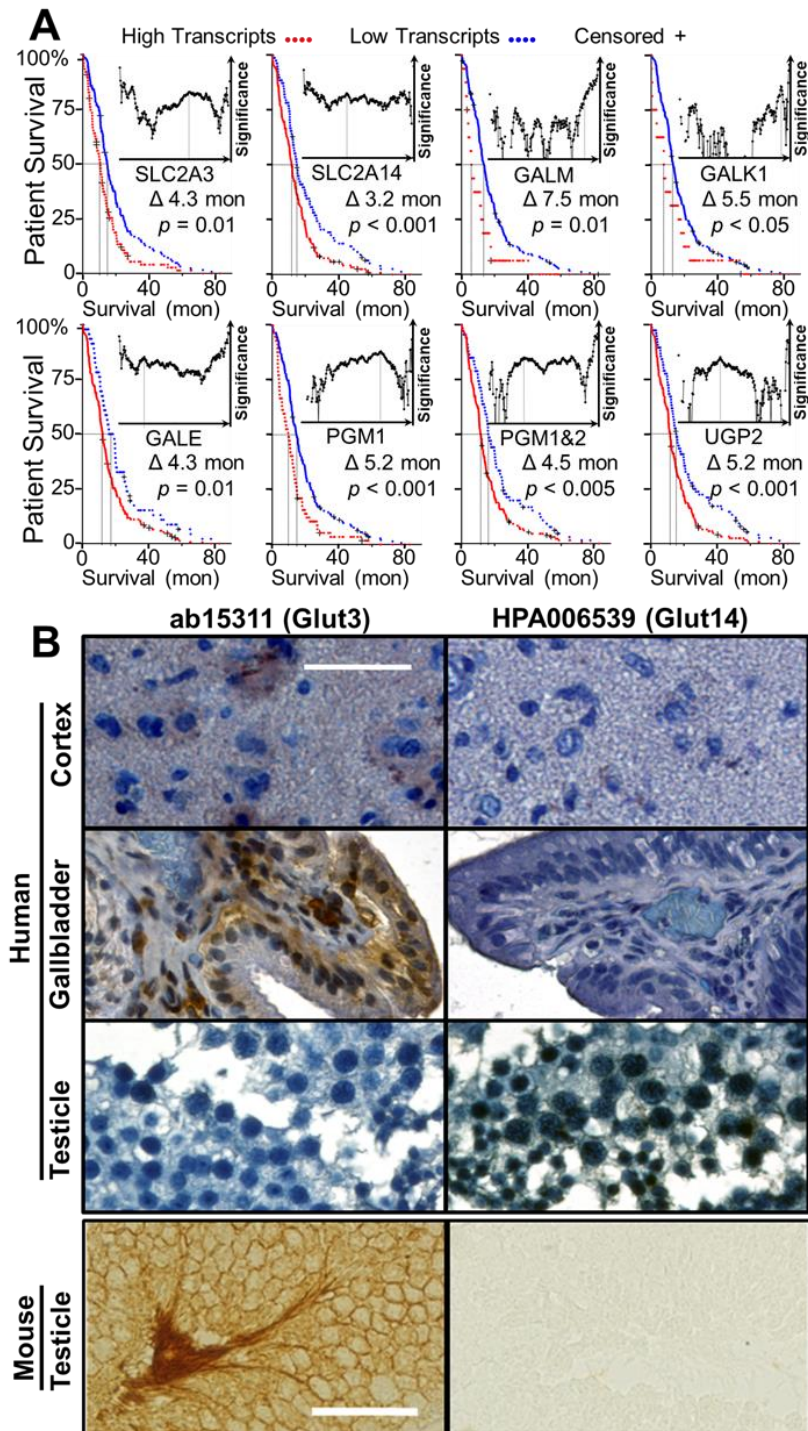 A
High Transcripts Low Transcripts Censored +
100%
75
50
25
0
Patient Survival
Significance
SLC2A3
Δ 4.3 mon
p = 0.01
0 40 80
Survival (mon)
Significance
SLC2A14
Δ 3.2 mon
p < 0.001
0 40 80
Survival (mon)
Significance
GALM
Δ 7.5 mon
p = 0.01
0 40 80
Survival (mon)
Significance
GALK1
Δ 5.5 mon
p < 0.05
0 40 80
Survival (mon)
100%
75
50
25
0
Patient Survival
Significance
GALE
Δ 4.3 mon
p = 0.01
0 40 80
Survival (mon)
Significance
PGM1
Δ 5.2 mon
p < 0.001
0 40 80
Survival (mon)
Significance
PGM1&2
Δ 4.5 mon
p < 0.005
0 40 80
Survival (mon)
Significance
UGP2
Δ 5.2 mon
p < 0.001
0 40 80
Survival (mon)
B
ab15311 (Glut3) HPA006539 (Glut14)
Human
Cortex
Gallbladder
Testicle
Mouse
Testicle